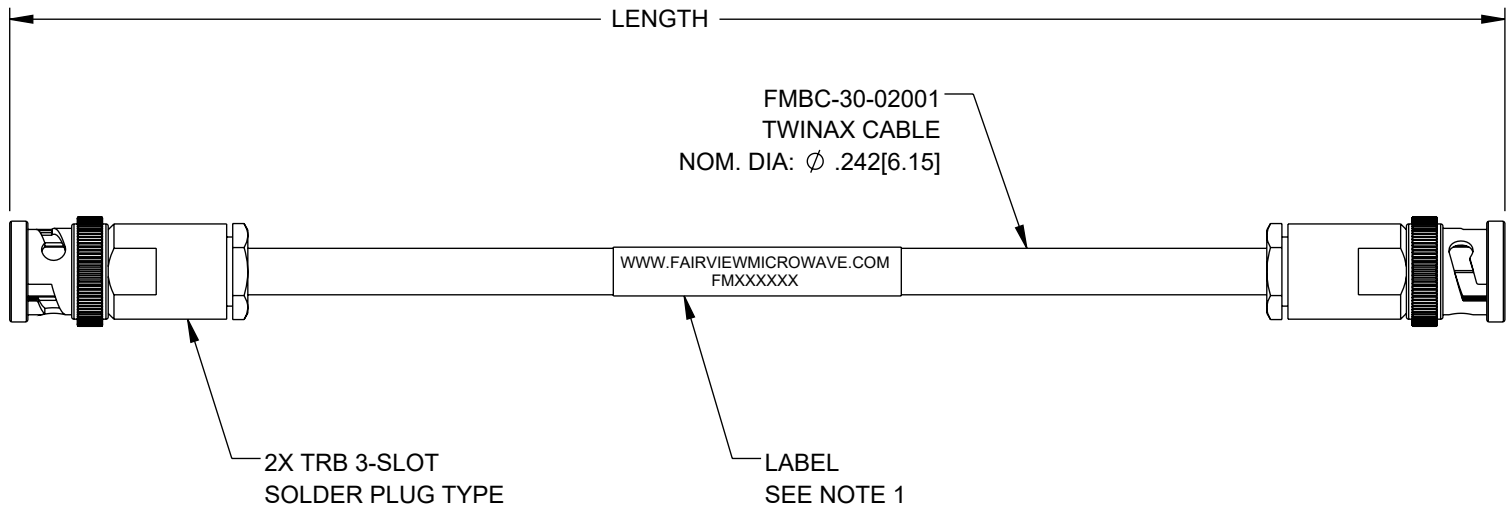 LENGTH
FMBC-30-02001
TWINAX CABLE
NOM. DIA: ∅ .242[6.15]
WWW.FAIRVIEWMICROWAVE.COM
FMXXXXXX
2X TRB 3-SLOT
SOLDER PLUG TYPE
LABEL
SEE NOTE 1